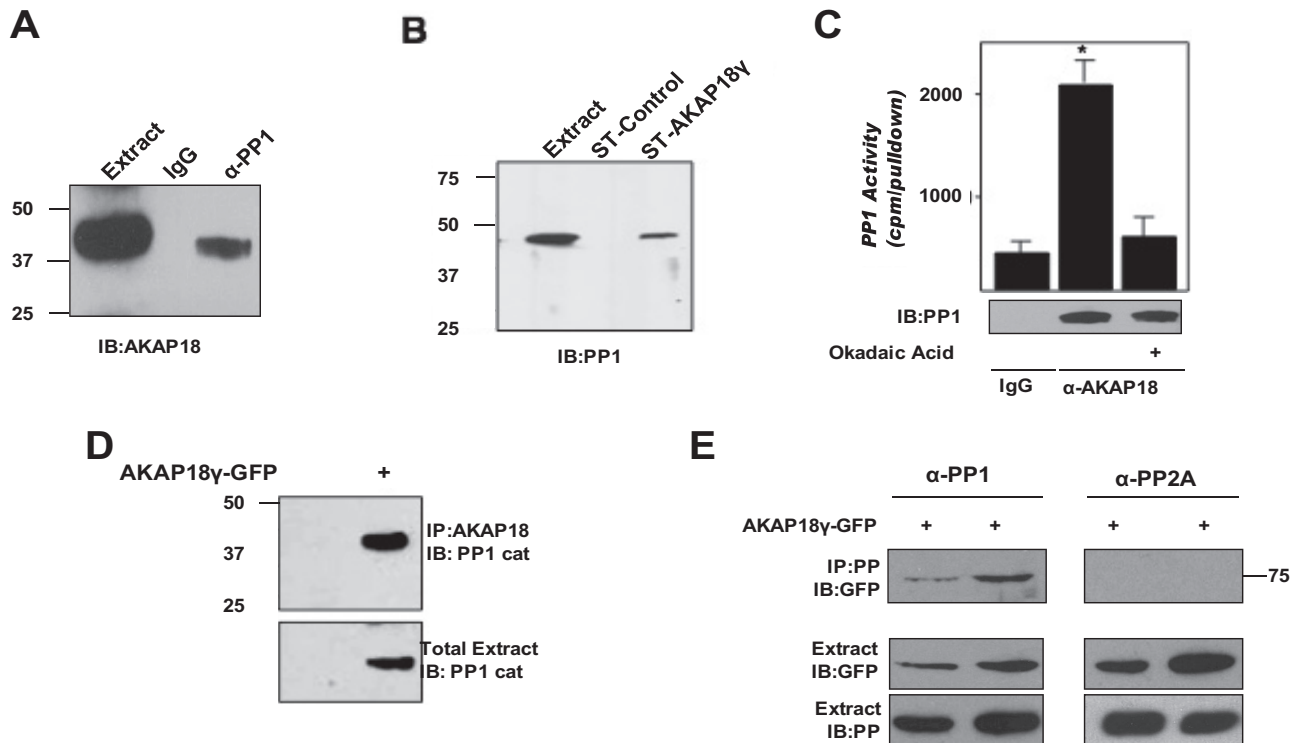 A
Extract
IgG
α-PP1
50
37
25
IB:AKAP18
B
Extract
ST-Control
ST-AKAP18γ
75
50
37
25
IB:PP1
C
PP1 Activity
(cpm/pulldown)
2000
1000
*
IB:PP1
Okadaic Acid +
IgG α-AKAP18
D
AKAP18γ-GFP +
50
37
25
IP:AKAP18
IB: PP1 cat
Total Extract
IB: PP1 cat
E
α-PP1 α-PP2A
AKAP18γ-GFP + + + +
IP:PP
IB:GFP
75
Extract
IB:GFP
Extract
IB:PP